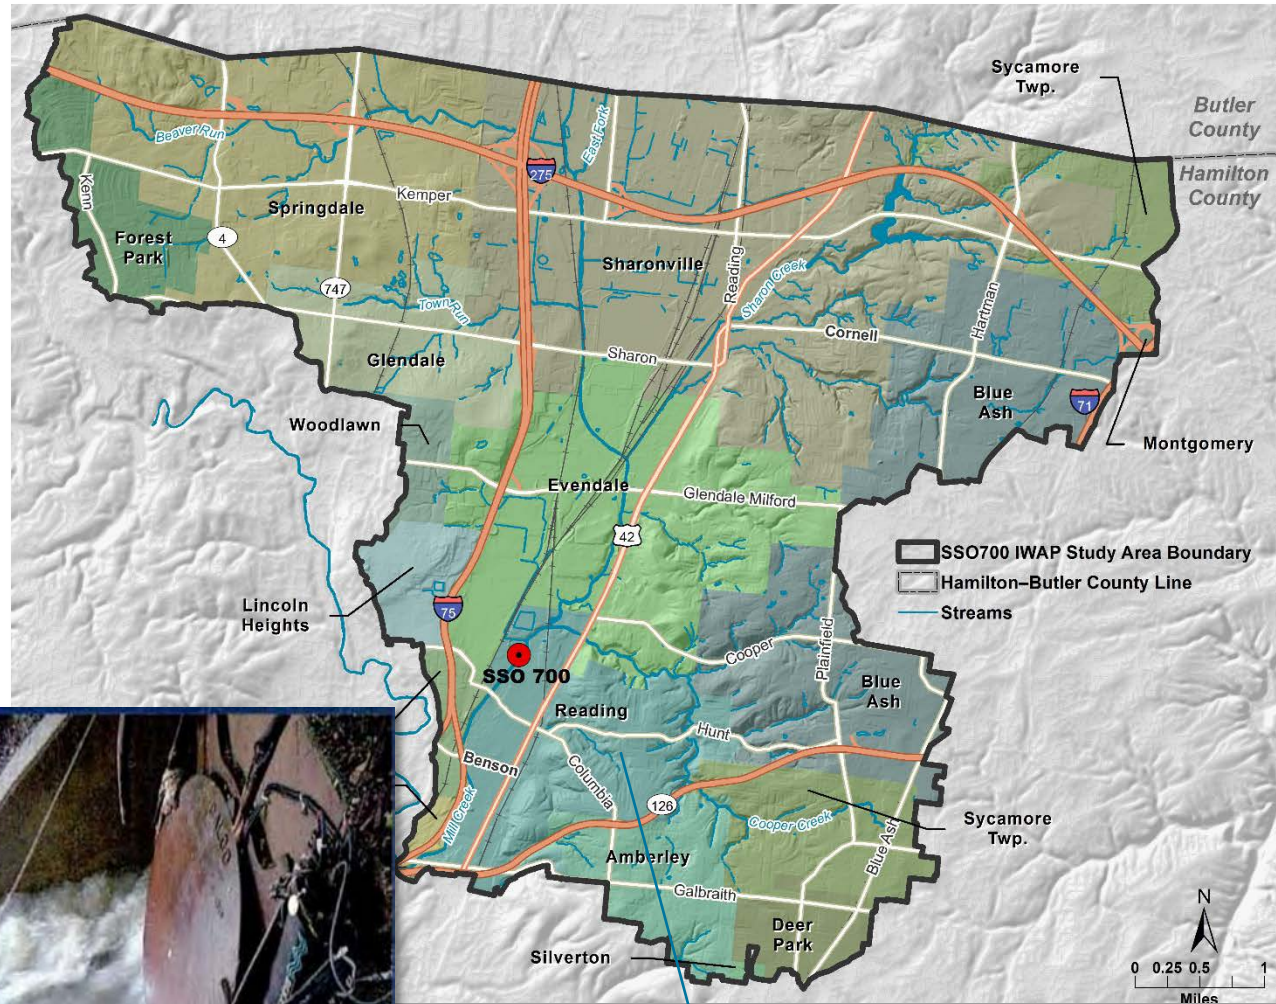 Sycamore
Twp.
Butler
County
Hamilton
County
Beaver Run
East Fork
275
Kenn
Kemper
Springdale
Forest
Park
4
Sharonville
Reading
Sharon Creek
747
Town Run
Hartman
Cornell
Sharon
Glendale
Blue
Ash
71
Woodlawn
Montgomery
Evendale
Glendale Milford
42
SSO700 IWAP Study Area Boundary
Hamilton–Butler County Line
Streams
Lincoln
Heights
75
Cooper
Plainfield
SSO 700
Blue
Ash
Reading
Hunt
Benson
Columbia
126
Mill Creek
Cooper Creek
Sycamore
Twp.
Blue Ash
Amberley
Galbraith
N
Deer
Park
Silverton
0 0.25 0.5 1
Miles